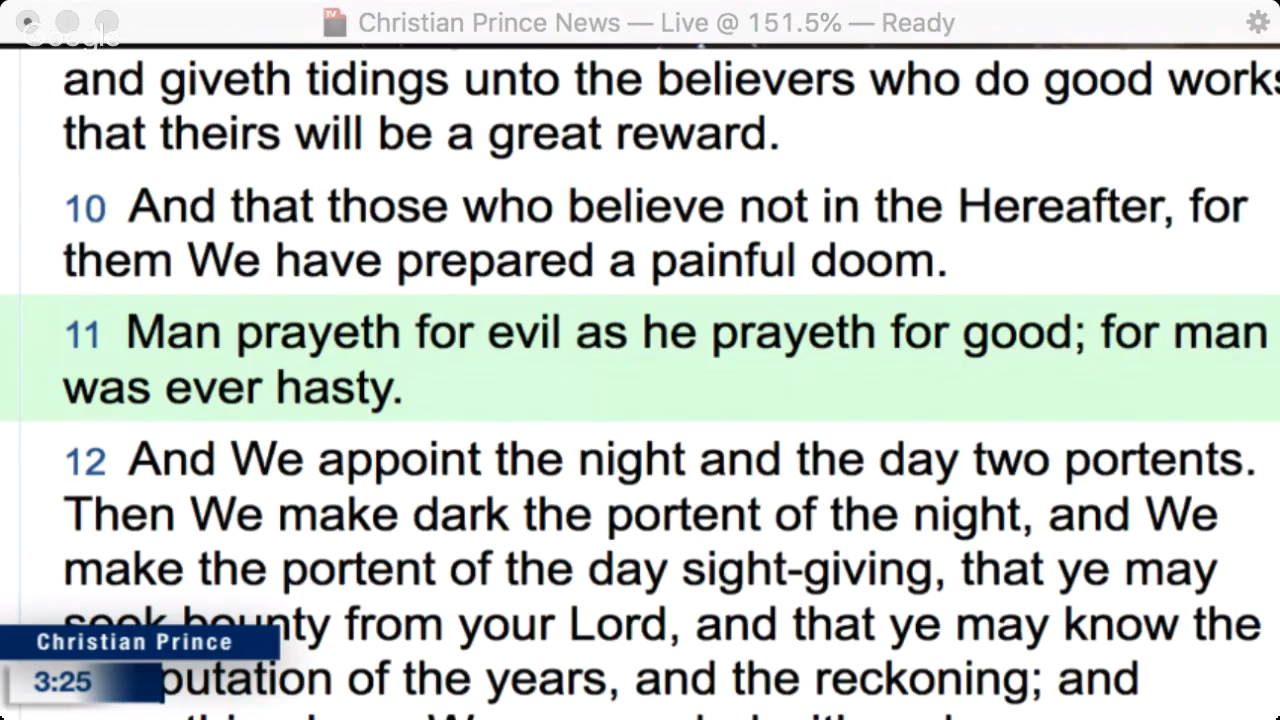 Christian Prince News — Live @ 151.5% — Ready
Google
and giveth tidings unto the believers who do good works
that theirs will be a great reward.
10 And that those who believe not in the Hereafter, for
them We have prepared a painful doom.
11 Man prayeth for evil as he prayeth for good; for man
was ever hasty.
12 And We appoint the night and the day two portents.
Then We make dark the portent of the night, and We
make the portent of the day sight-giving, that ye may
seek bounty from your Lord, and that ye may know the
Christian Prince
putation of the years, and the reckoning; and
3:25